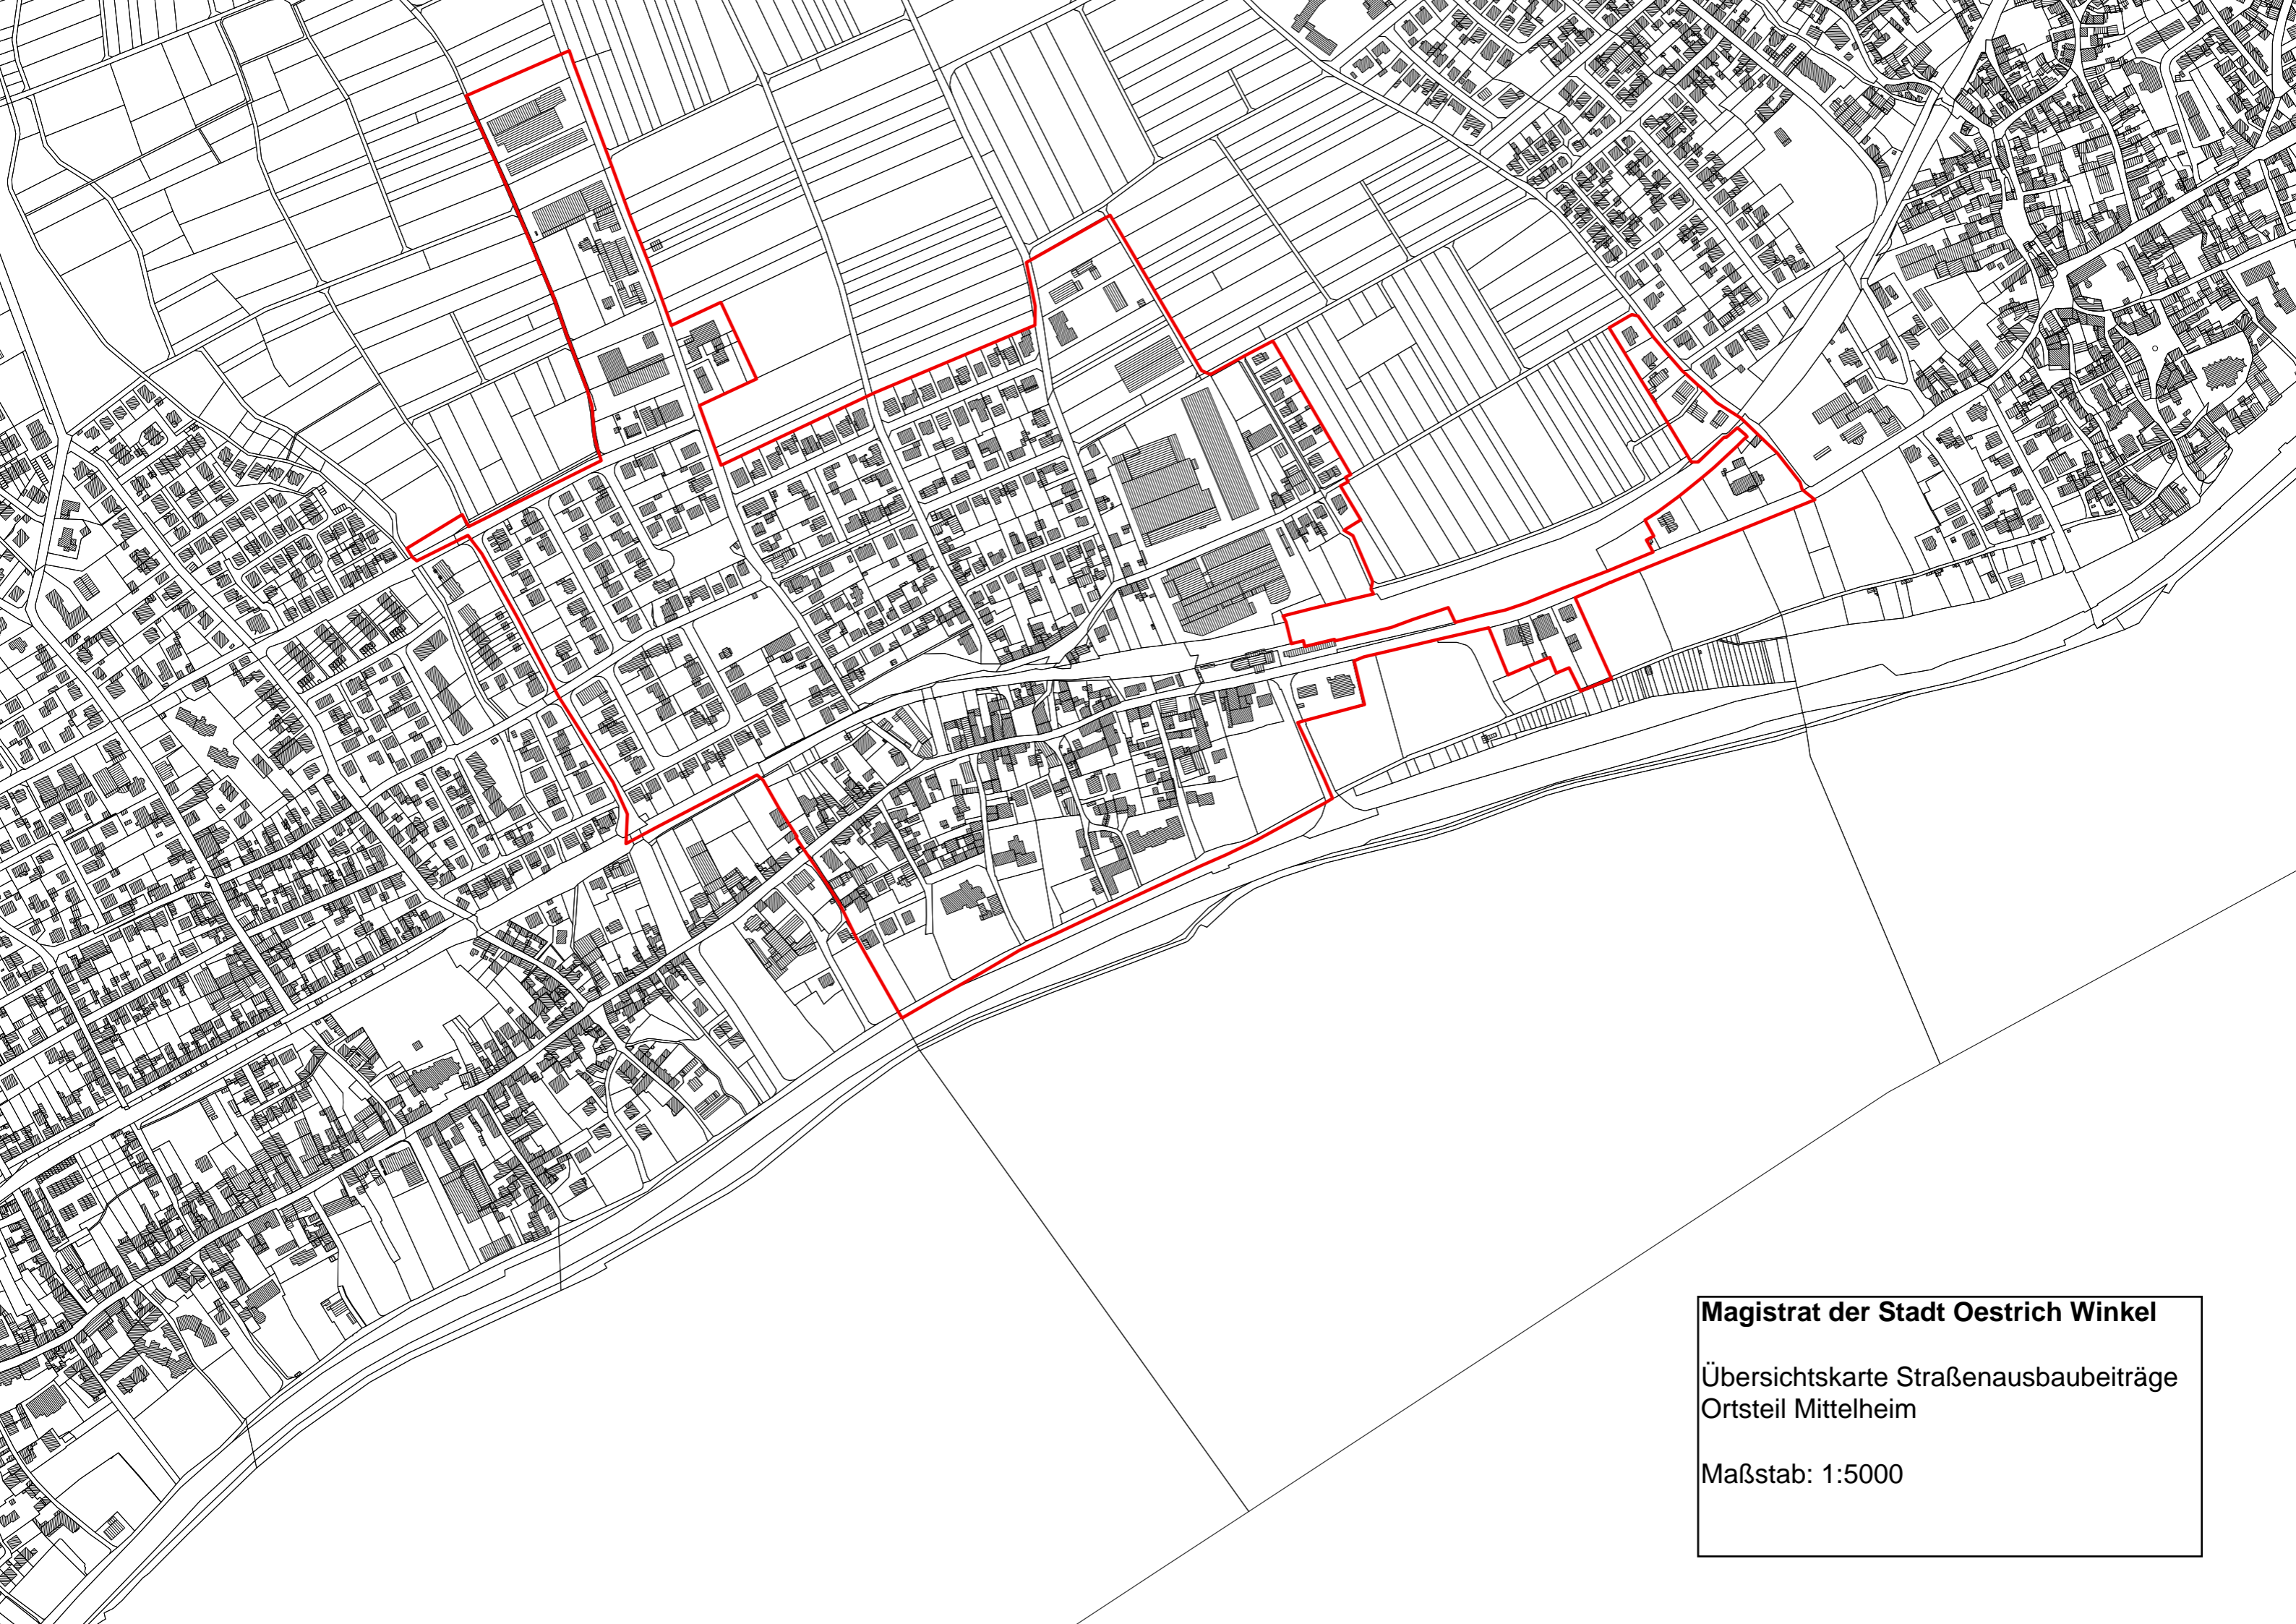 Magistrat der Stadt Oestrich Winkel
Übersichtskarte Straßenausbaubeiträge
Ortsteil Mittelheim
Maßstab: 1:5000